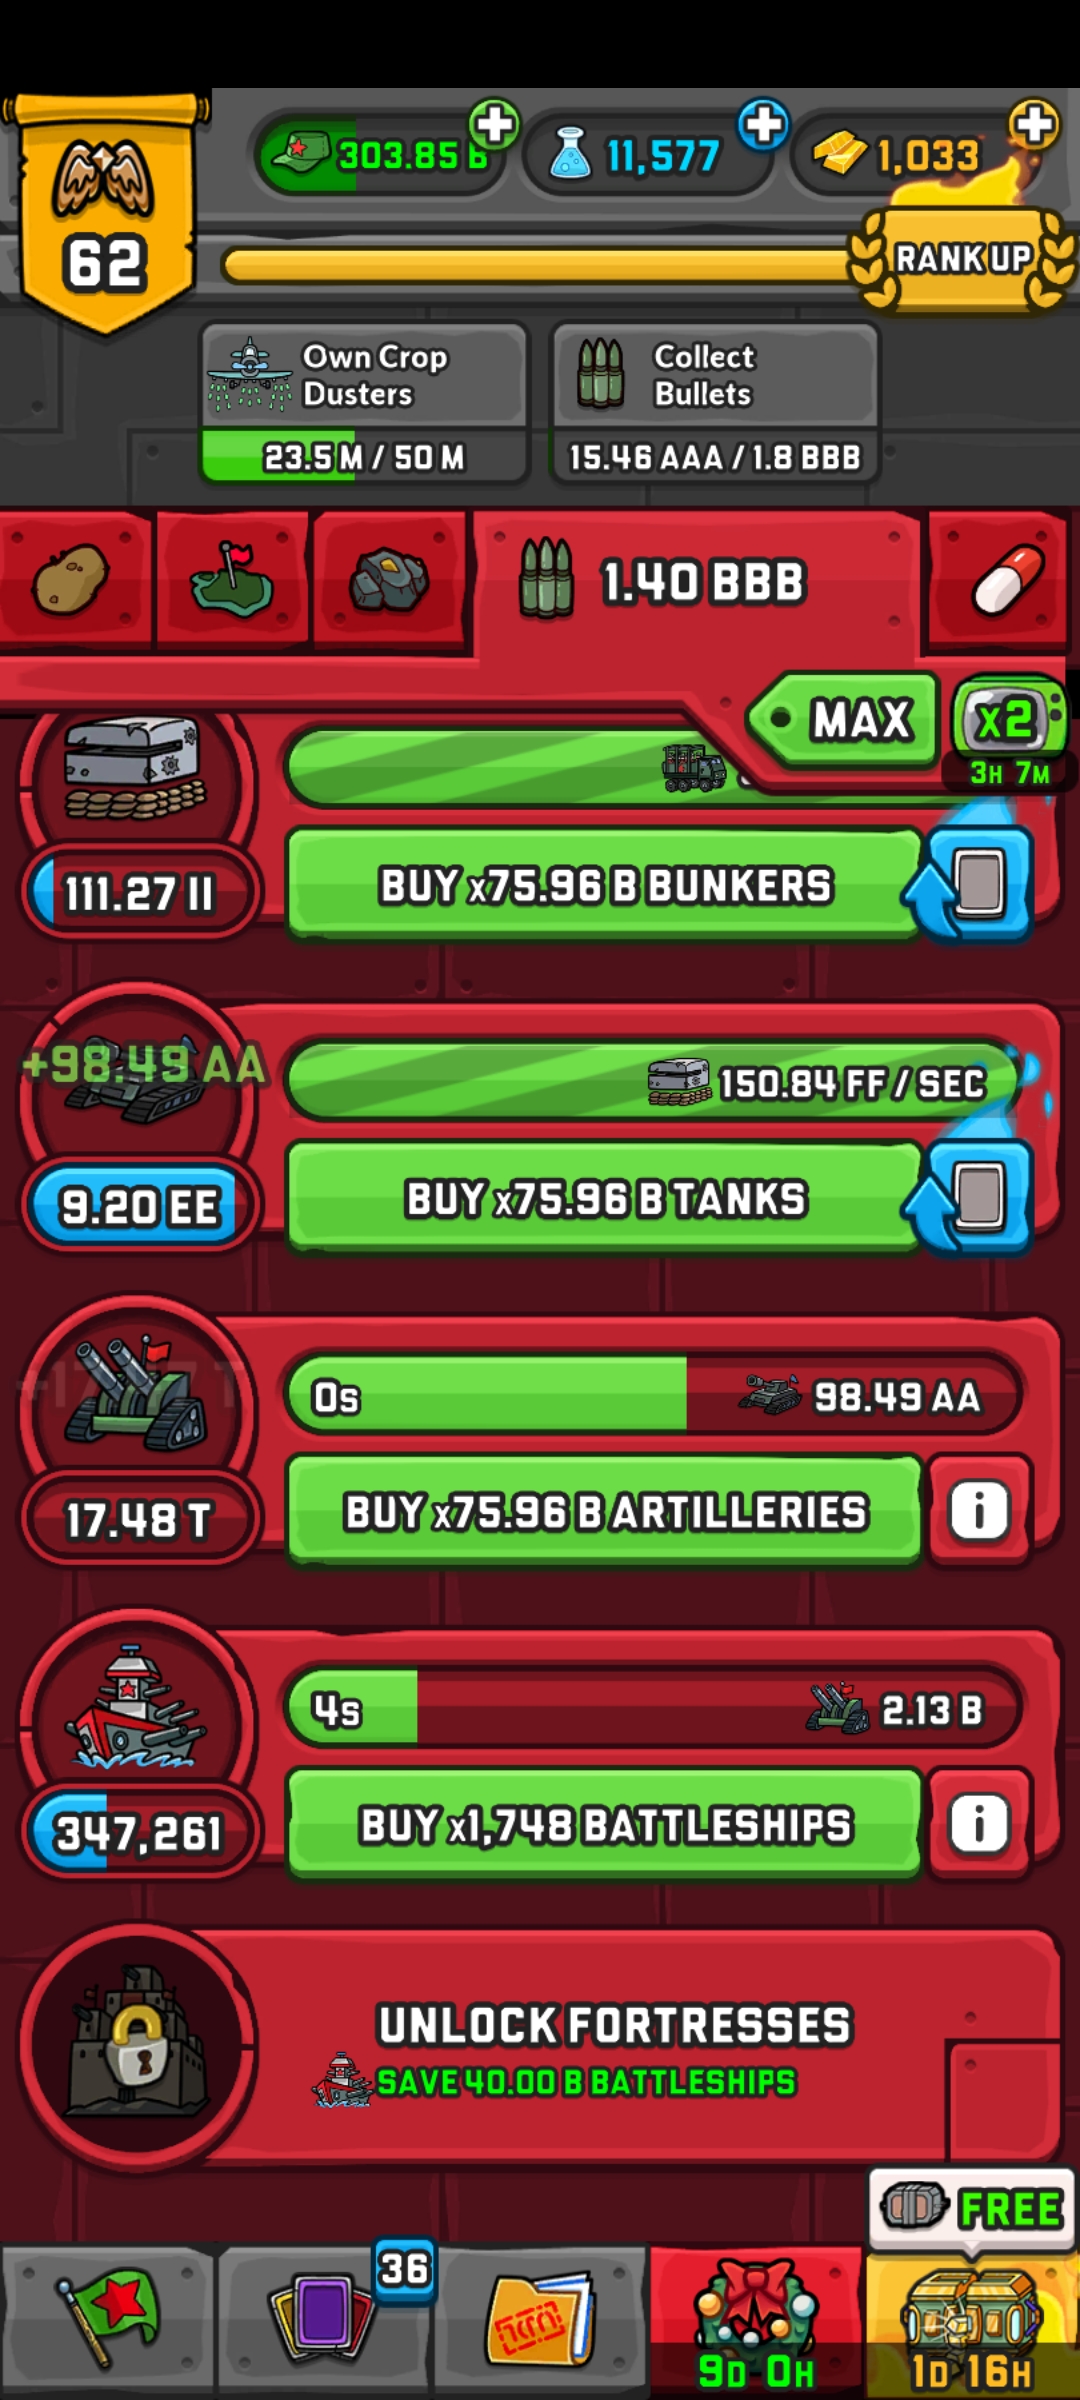 303.85 B
11,577
1,033
62
RANK UP
Own Crop
Dusters
23.5 M / 50 M
Collect
Bullets
15.46 AAA / 1.8 BBB
1.40 BBB
MAX
x2
3H 7M
111.27 II
BUY x75.96 B BUNKERS
+98.49 AA
150.84 FF / SEC
9.20 EE
BUY x75.96 B TANKS
0s
98.49 AA
17.48 T
BUY x75.96 B ARTILLERIES
i
4s
2.13 B
347,261
BUY x1,748 BATTLESHIPS
i
UNLOCK FORTRESSES
SAVE 40.00 B BATTLESHIPS
FREE
36
9D 0H
1D 16H